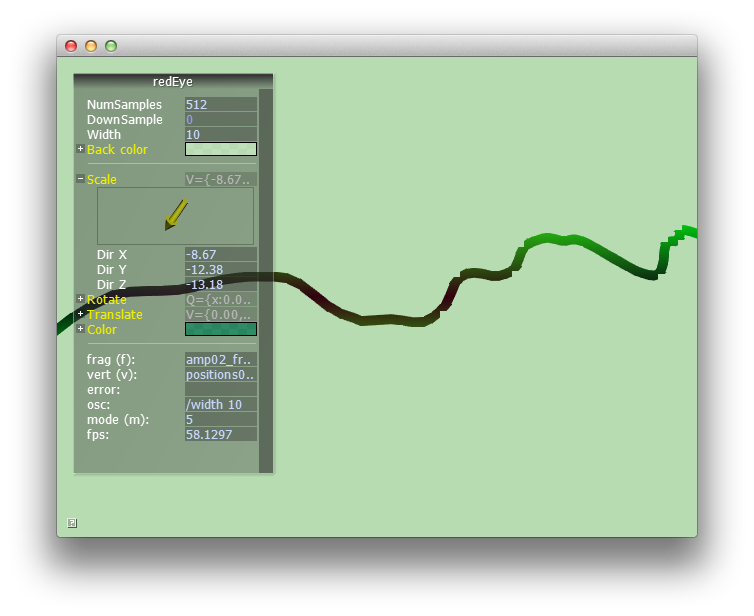 redEye
NumSamples 512
DownSample 0
Width 10
+ Back color
− Scale V={-8.67..
Dir X -8.67
Dir Y -12.38
Dir Z -13.18
+ Rotate Q={x:0.0..
+ Translate V={0.00,..
+ Color
frag (f): amp02_fr..
vert (v): positions0..
error:
osc: /width 10
mode (m): 5
fps: 58.1297